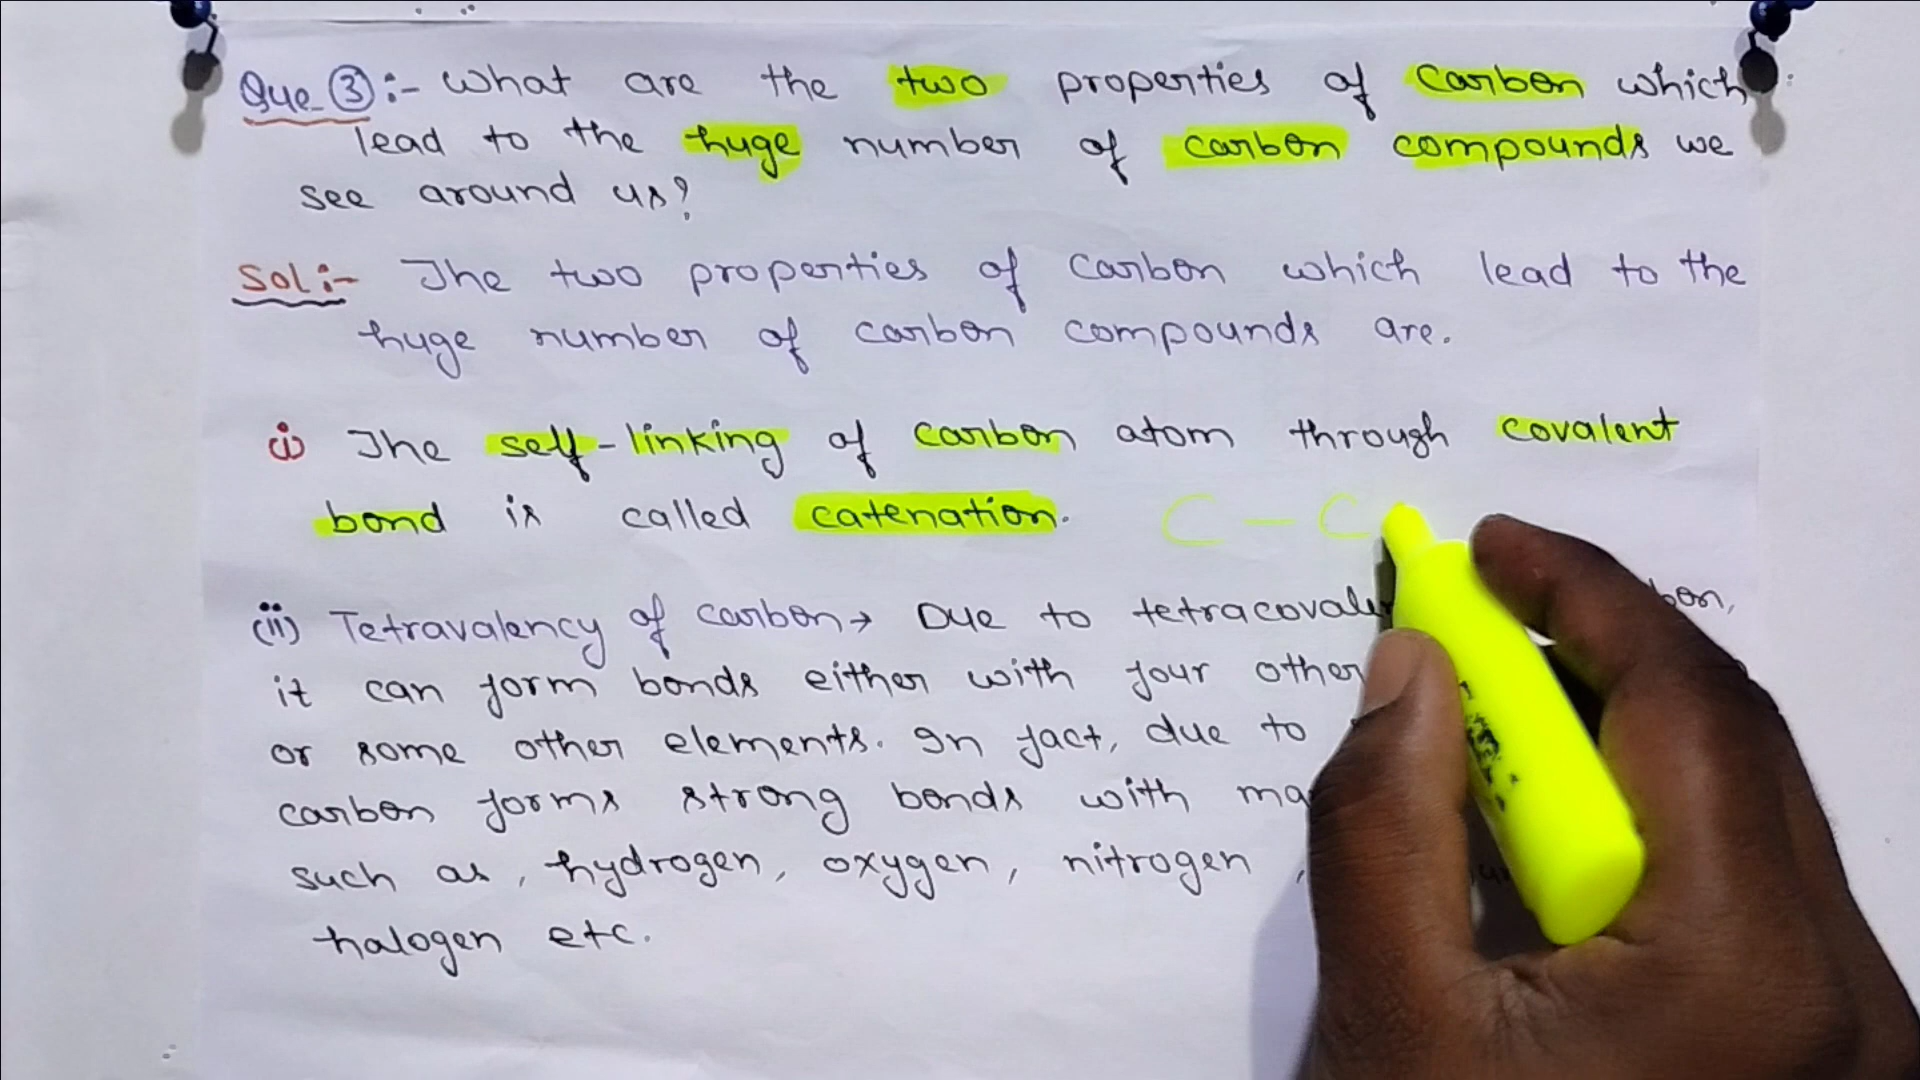 Que-③:- What are the two properties of carbon which
lead to the huge number of carbon compounds we
see around us?
Sol:- The two properties of carbon which lead to the
huge number of carbon compounds are.
(i) The self-linking of carbon atom through covalent
bond is called catenation. C - C
(ii) Tetravalency of carbon → Due to
it can form bonds either with four other
or some other elements. In fact, due to
carbon forms strong bonds with
such as, hydrogen, oxygen, nitrogen,
halogen etc.